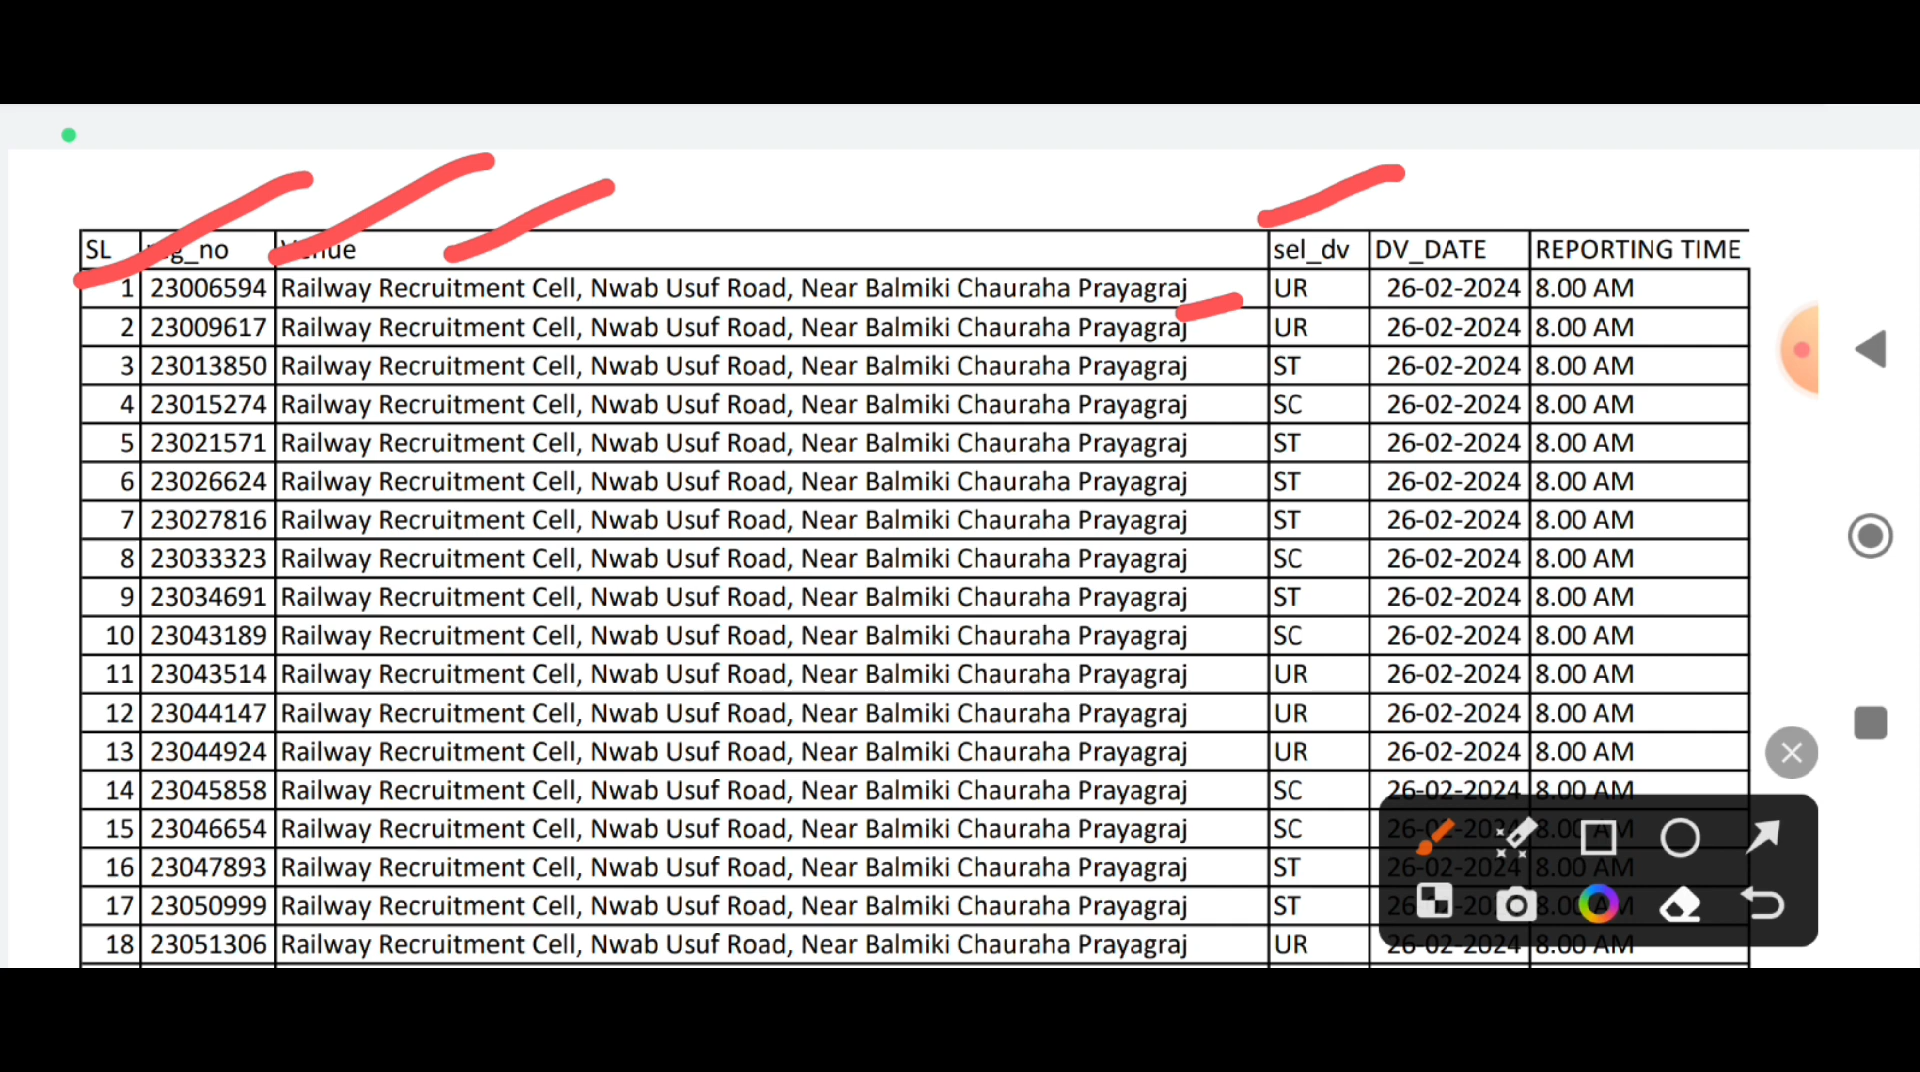 SL reg_no Venue sel_dv DV_DATE REPORTING TIME
1 23006594 Railway Recruitment Cell, Nwab Usuf Road, Near Balmiki Chauraha Prayagraj UR 26-02-2024 8.00 AM
2 23009617 Railway Recruitment Cell, Nwab Usuf Road, Near Balmiki Chauraha Prayagraj UR 26-02-2024 8.00 AM
3 23013850 Railway Recruitment Cell, Nwab Usuf Road, Near Balmiki Chauraha Prayagraj ST 26-02-2024 8.00 AM
4 23015274 Railway Recruitment Cell, Nwab Usuf Road, Near Balmiki Chauraha Prayagraj SC 26-02-2024 8.00 AM
5 23021571 Railway Recruitment Cell, Nwab Usuf Road, Near Balmiki Chauraha Prayagraj ST 26-02-2024 8.00 AM
6 23026624 Railway Recruitment Cell, Nwab Usuf Road, Near Balmiki Chauraha Prayagraj ST 26-02-2024 8.00 AM
7 23027816 Railway Recruitment Cell, Nwab Usuf Road, Near Balmiki Chauraha Prayagraj ST 26-02-2024 8.00 AM
8 23033323 Railway Recruitment Cell, Nwab Usuf Road, Near Balmiki Chauraha Prayagraj SC 26-02-2024 8.00 AM
9 23034691 Railway Recruitment Cell, Nwab Usuf Road, Near Balmiki Chauraha Prayagraj ST 26-02-2024 8.00 AM
10 23043189 Railway Recruitment Cell, Nwab Usuf Road, Near Balmiki Chauraha Prayagraj SC 26-02-2024 8.00 AM
11 23043514 Railway Recruitment Cell, Nwab Usuf Road, Near Balmiki Chauraha Prayagraj UR 26-02-2024 8.00 AM
12 23044147 Railway Recruitment Cell, Nwab Usuf Road, Near Balmiki Chauraha Prayagraj UR 26-02-2024 8.00 AM
13 23044924 Railway Recruitment Cell, Nwab Usuf Road, Near Balmiki Chauraha Prayagraj UR 26-02-2024 8.00 AM
14 23045858 Railway Recruitment Cell, Nwab Usuf Road, Near Balmiki Chauraha Prayagraj SC 26-02-2024 8.00 AM
15 23046654 Railway Recruitment Cell, Nwab Usuf Road, Near Balmiki Chauraha Prayagraj SC
16 23047893 Railway Recruitment Cell, Nwab Usuf Road, Near Balmiki Chauraha Prayagraj ST 26-02-2024 8.00 AM
17 23050999 Railway Recruitment Cell, Nwab Usuf Road, Near Balmiki Chauraha Prayagraj ST
18 23051306 Railway Recruitment Cell, Nwab Usuf Road, Near Balmiki Chauraha Prayagraj UR 26-02-2024 8.00 AM